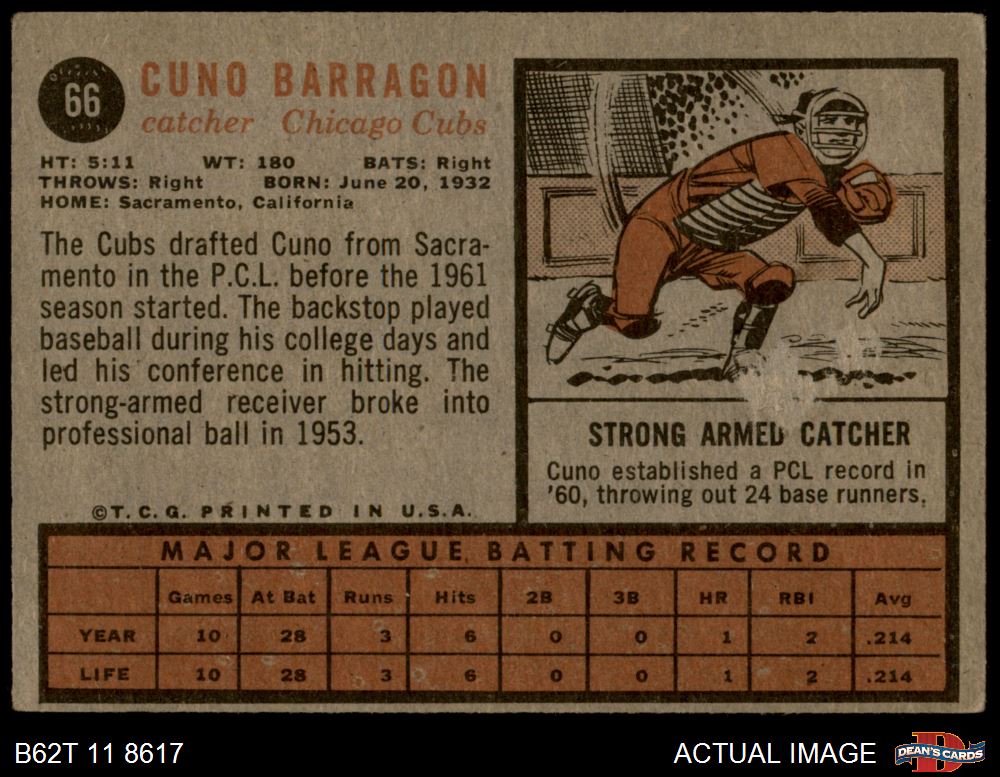 66
CUNO BARRAGON
catcher Chicago Cubs
HT: 5:11 WT: 180 BATS: Right
THROWS: Right BORN: June 20, 1932
HOME: Sacramento, California
The Cubs drafted Cuno from Sacra-
mento in the P.C.L. before the 1961
season started. The backstop played
baseball during his college days and
led his conference in hitting. The
strong-armed receiver broke into
professional ball in 1953.
©T.C.G. PRINTED IN U.S.A.
STRONG ARMED CATCHER
Cuno established a PCL record in
'60, throwing out 24 base runners.
MAJOR LEAGUE BATTING RECORD
Games At Bat Runs Hits 2B 3B HR RBI Avg
YEAR 10 28 3 6 0 0 1 2 .214
LIFE 10 28 3 6 0 0 1 2 .214
B62T 11 8617
ACTUAL IMAGE
DEAN'S CARDS